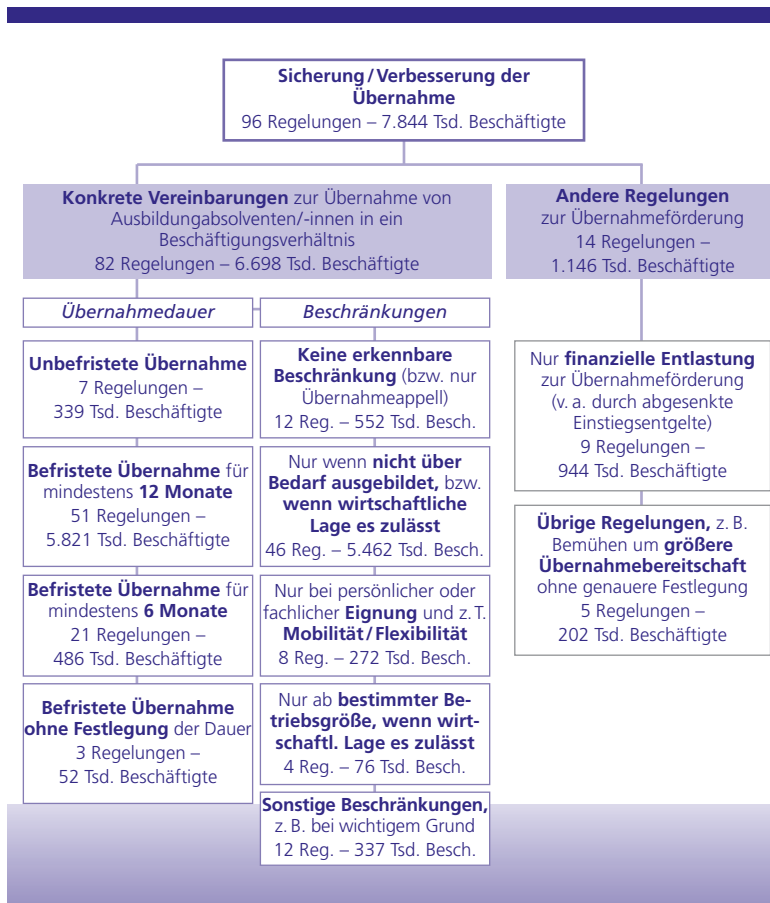 Sicherung/Verbesserung der
Übernahme
96 Regelungen – 7.844 Tsd. Beschäftigte
Konkrete Vereinbarungen zur Übernahme von
Ausbildungabsolventen/-innen in ein
Beschäftigungsverhältnis
82 Regelungen – 6.698 Tsd. Beschäftigte
Andere Regelungen
zur Übernahmeförderung
14 Regelungen –
1.146 Tsd. Beschäftigte
Übernahmedauer
Unbefristete Übernahme
7 Regelungen –
339 Tsd. Beschäftigte
Befristete Übernahme für
mindestens 12 Monate
51 Regelungen –
5.821 Tsd. Beschäftigte
Befristete Übernahme für
mindestens 6 Monate
21 Regelungen –
486 Tsd. Beschäftigte
Befristete Übernahme
ohne Festlegung der Dauer
3 Regelungen –
52 Tsd. Beschäftigte
Beschränkungen
Keine erkennbare
Beschränkung (bzw. nur
Übernahmeappell)
12 Reg. – 552 Tsd. Besch.
Nur wenn nicht über
Bedarf ausgebildet, bzw.
wenn wirtschaftliche
Lage es zulässt
46 Reg. – 5.462 Tsd. Besch.
Nur bei persönlicher oder
fachlicher Eignung und z. T.
Mobilität/Flexibilität
8 Reg. – 272 Tsd. Besch.
Nur ab bestimmter Be-
triebsgröße, wenn wirt-
schaftl. Lage es zulässt
4 Reg. – 76 Tsd. Besch.
Sonstige Beschränkungen,
z. B. bei wichtigem Grund
12 Reg. – 337 Tsd. Besch.
Nur finanzielle Entlastung
zur Übernahmeförderung
(v. a. durch abgesenkte
Einstiegsentgelte)
9 Regelungen –
944 Tsd. Beschäftigte
Übrige Regelungen, z. B.
Bemühen um größere
Übernahmebereitschaft
ohne genauere Festlegung
5 Regelungen –
202 Tsd. Beschäftigte